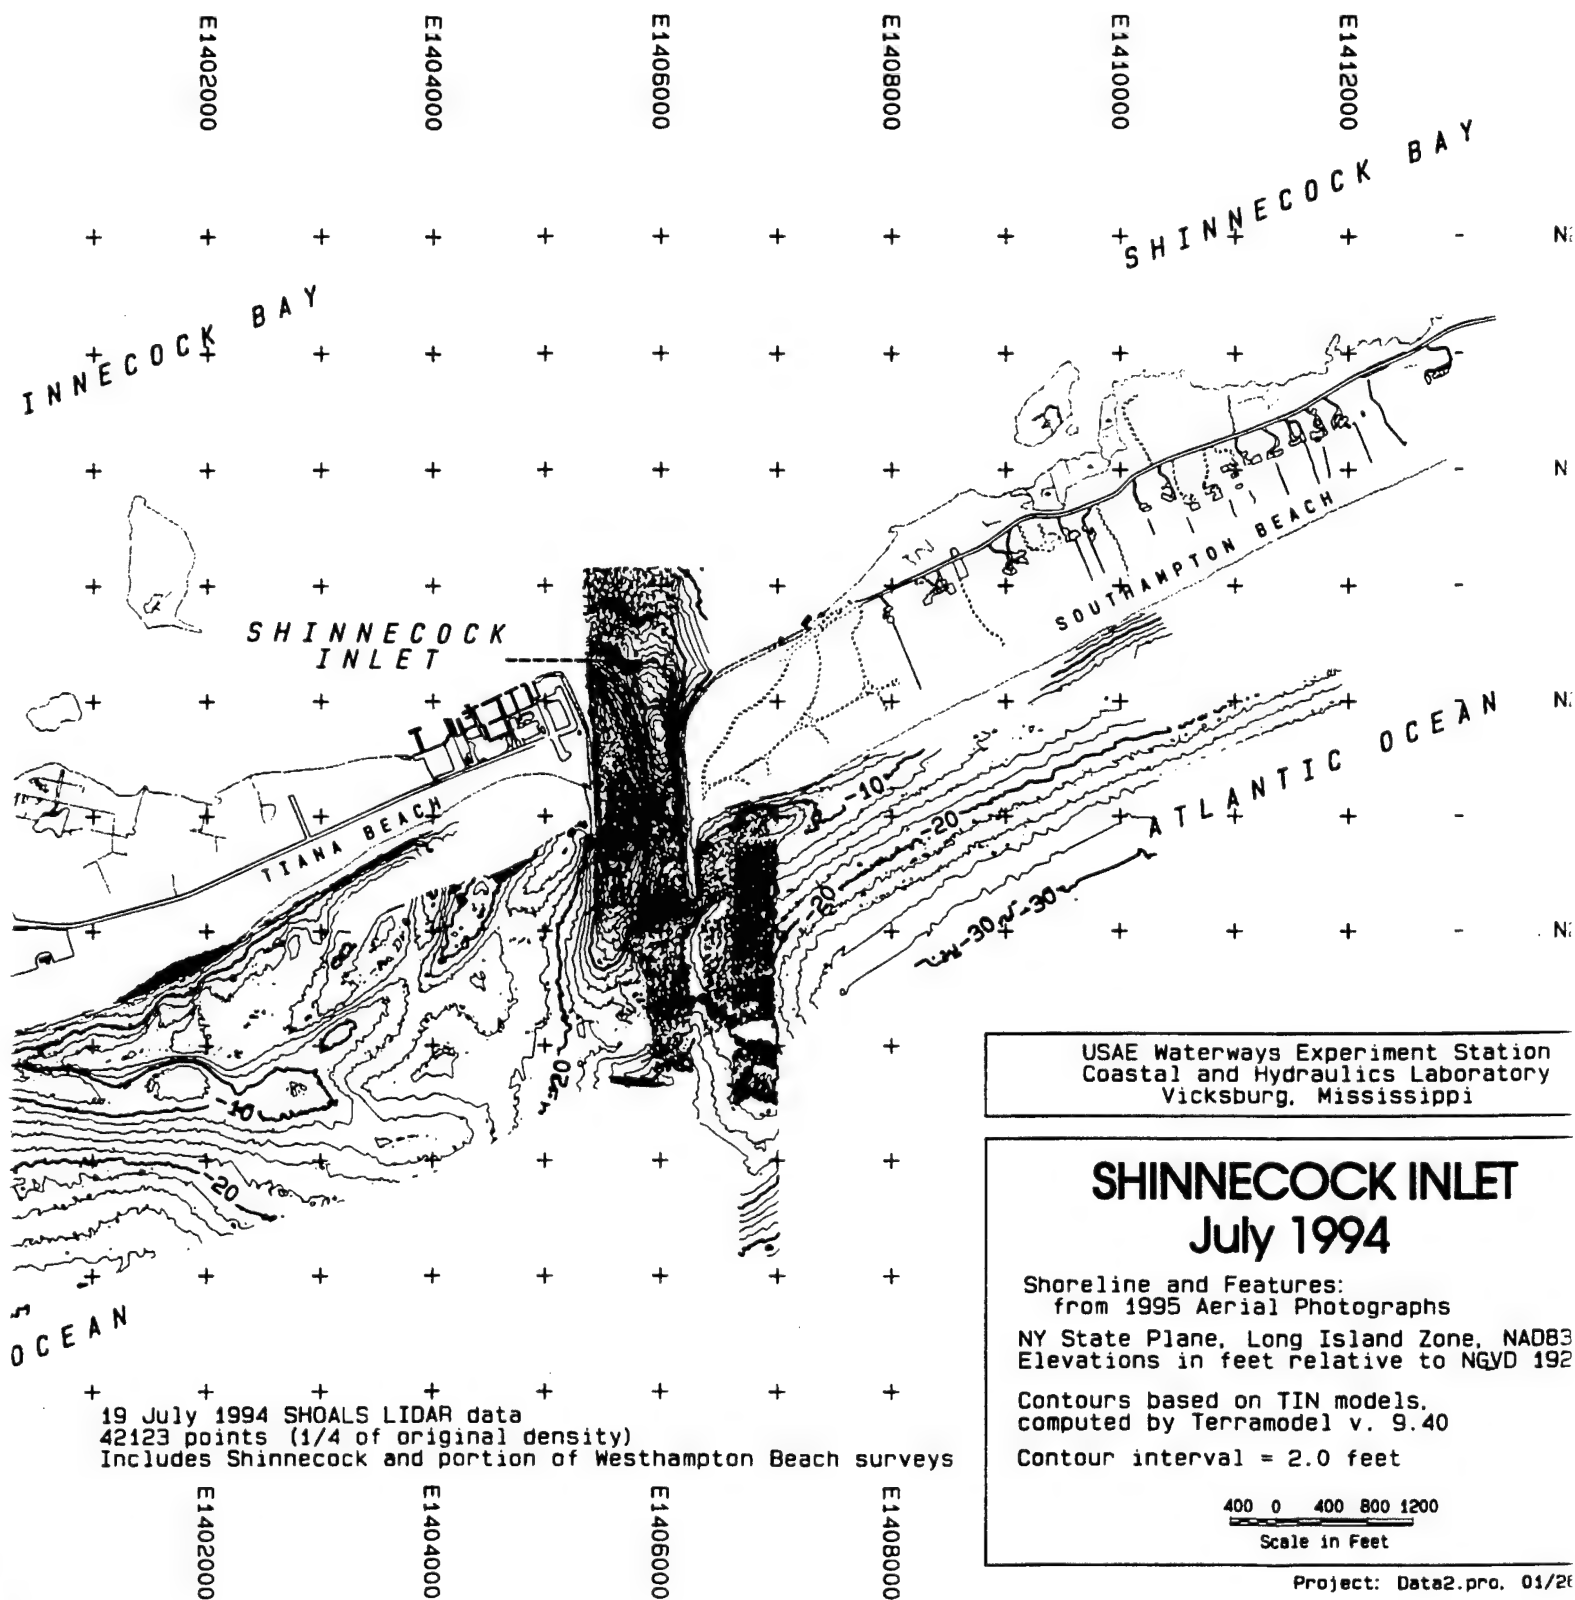 E1402000
E1404000
E1406000
E1408000
E1410000
E1412000
SHINNECOCK BAY
INNECOCK BAY
SHINNECOCK
INLET
SOUTHAMPTON BEACH
TIANA BEACH
ATLANTIC OCEAN
-10
-20
-20
-30
-30
-20
-10
-20
OCEAN
USAE Waterways Experiment Station
Coastal and Hydraulics Laboratory
Vicksburg, Mississippi
SHINNECOCK INLET
July 1994
Shoreline and Features:
from 1995 Aerial Photographs
NY State Plane, Long Island Zone, NAD83
Elevations in feet relative to NGVD 192
Contours based on TIN models,
computed by Terramodel v. 9.40
Contour interval = 2.0 feet
400 0 400 800 1200
Scale in Feet
19 July 1994 SHOALS LIDAR data
42123 points (1/4 of original density)
Includes Shinnecock and portion of Westhampton Beach surveys
E1402000
E1404000
E1406000
E1408000
Project: Data2.pro, 01/2